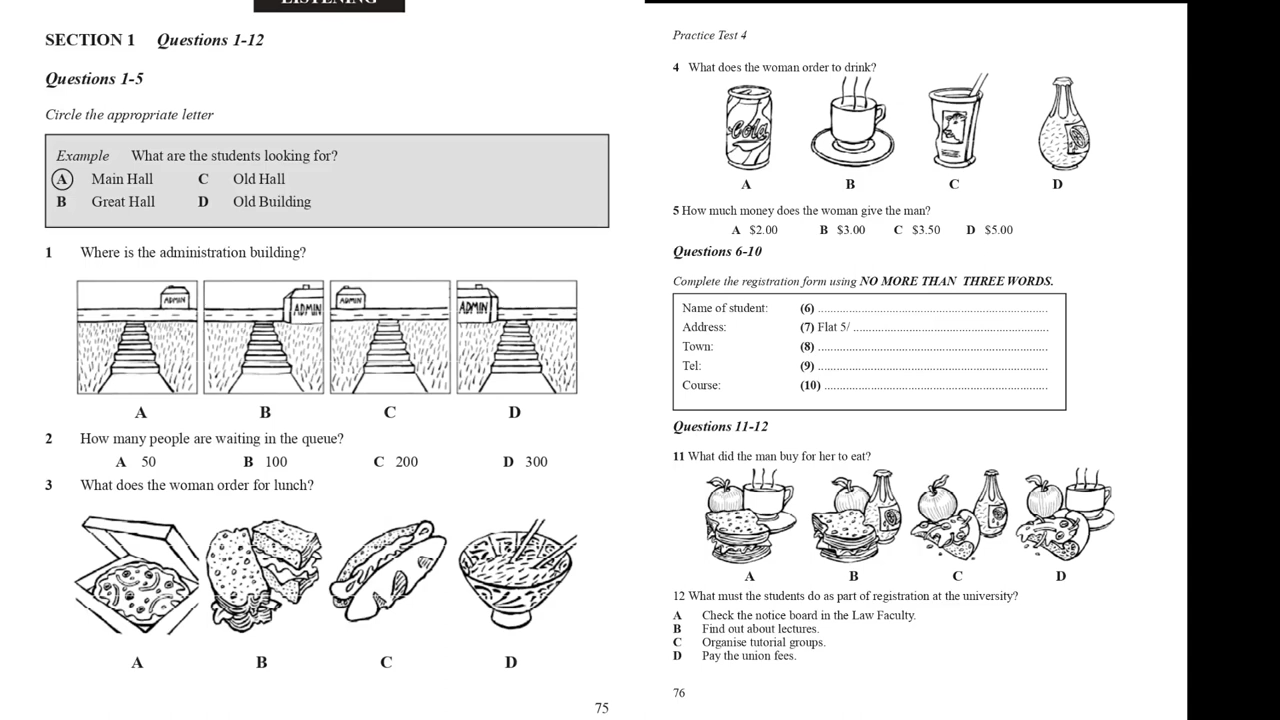 LISTENING
SECTION 1 Questions 1-12
Questions 1-5
Circle the appropriate letter
Example What are the students looking for?
A Main Hall C Old Hall
B Great Hall D Old Building
1 Where is the administration building?
ADMIN ADMIN ADMIN ADMIN
A B C D
2 How many people are waiting in the queue?
A 50 B 100 C 200 D 300
3 What does the woman order for lunch?
A B C D
75
Practice Test 4
4 What does the woman order to drink?
Cola
A B C D
5 How much money does the woman give the man?
A $2.00 B $3.00 C $3.50 D $5.00
Questions 6-10
Complete the registration form using NO MORE THAN THREE WORDS.
Name of student: (6) ..........................................................
Address: (7) Flat 5/ ..................................................
Town: (8) ..........................................................
Tel: (9) ..........................................................
Course: (10) ........................................................
Questions 11-12
11 What did the man buy for her to eat?
A B C D
12 What must the students do as part of registration at the university?
A Check the notice board in the Law Faculty.
B Find out about lectures.
C Organise tutorial groups.
D Pay the union fees.
76